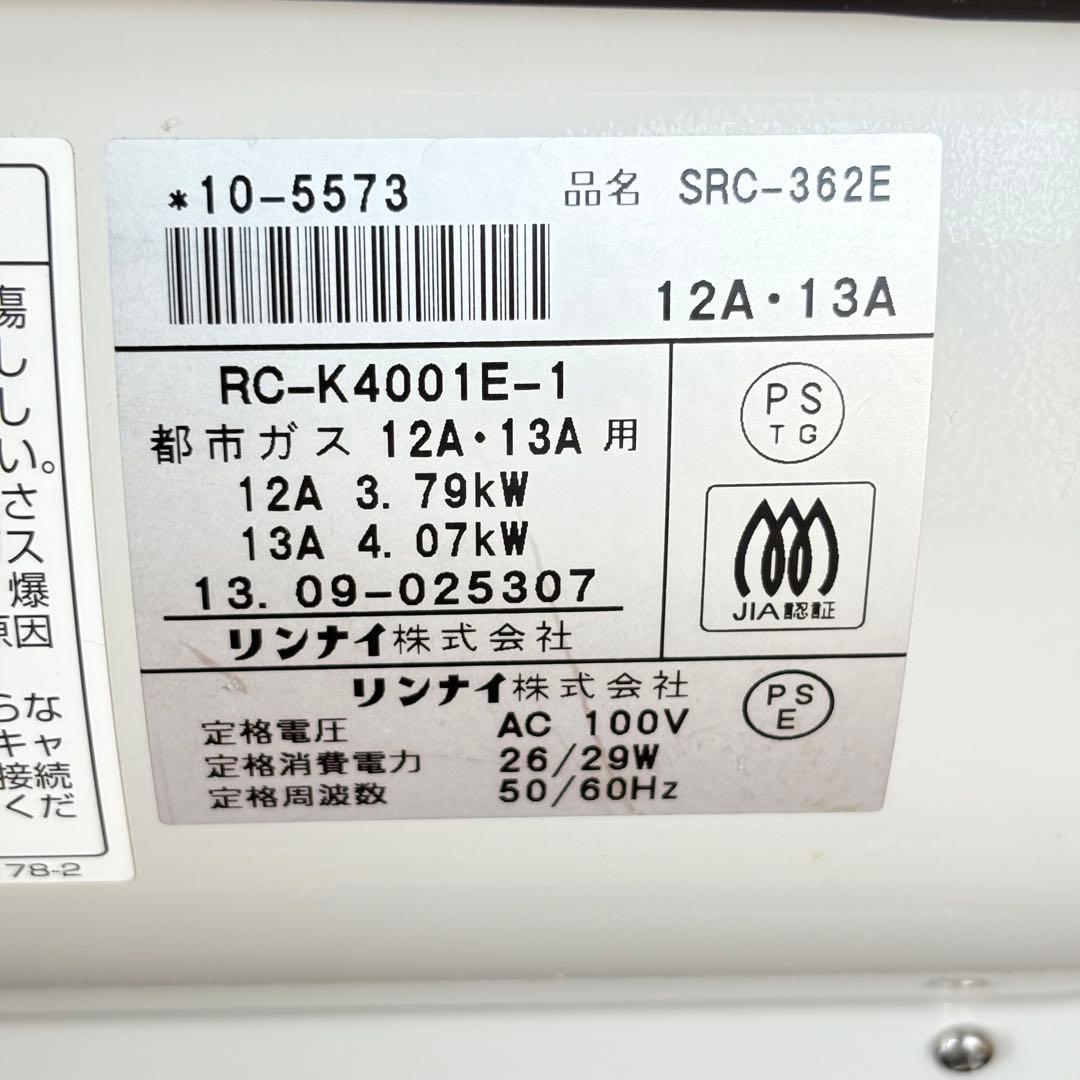 *10-5573
品名 SRC-362E
12A・13A
RC-K4001E-1
都市ガス 12A・13A 用
12A 3.79kW
13A 4.07kW
13.09-025307
リンナイ株式会社
PS
TG
JIA認証
リンナイ株式会社
定格電圧 AC 100V
定格消費電力 26/29W
定格周波数 50/60Hz
PS
E
傷
し
しい。
さ
ス
爆
原因
らな
キャ
接続
くだ
78-2